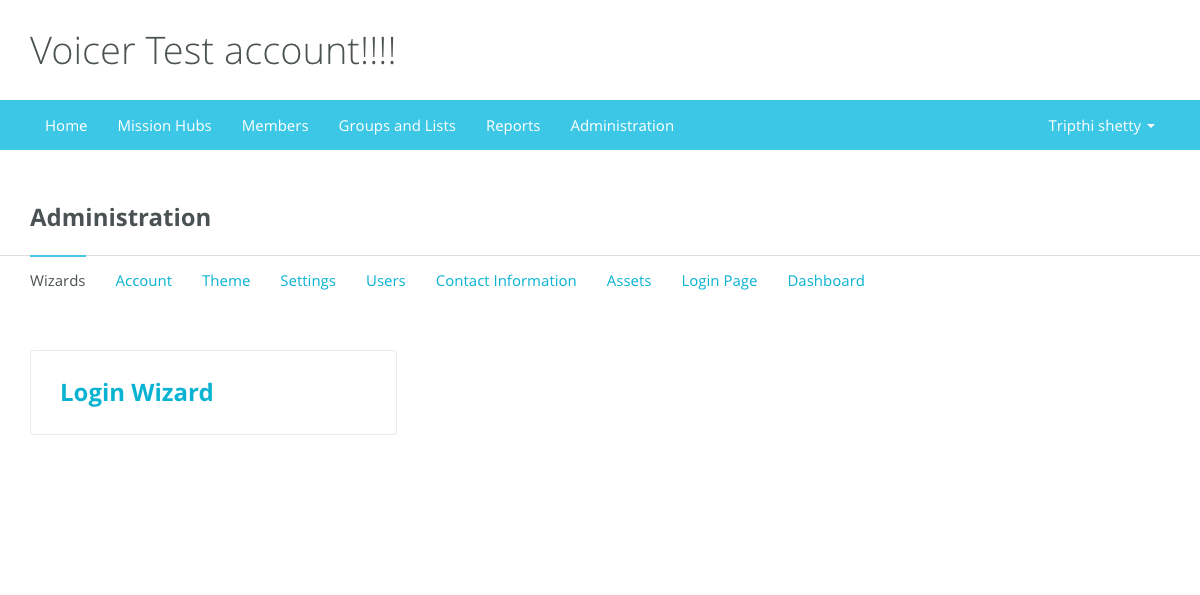 Voicer Test account!!!!
Home Mission Hubs Members Groups and Lists Reports Administration Tripthi shetty
Administration
Wizards Account Theme Settings Users Contact Information Assets Login Page Dashboard
Login Wizard